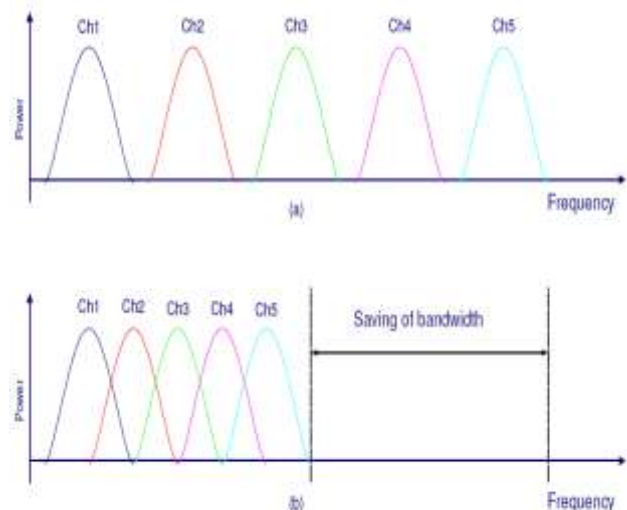 Ch1 Ch2 Ch3 Ch4 Ch5
Power
Frequency
(a)
Ch1 Ch2 Ch3 Ch4 Ch5
Saving of bandwidth
Power
Frequency
(b)